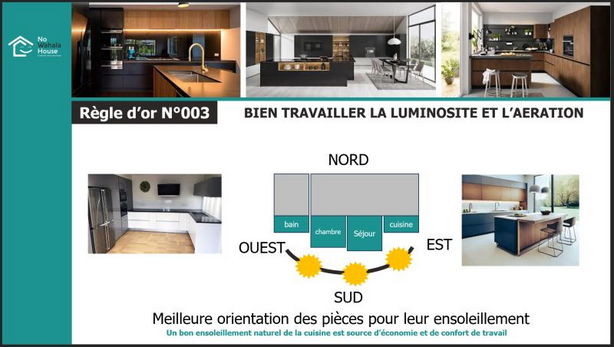 No
Wahala
House
Règle d'or N°003
BIEN TRAVAILLER LA LUMINOSITE ET L'AERATION
NORD
bain
chambre
Séjour
cuisine
OUEST
EST
SUD
Meilleure orientation des pièces pour leur ensoleillement
Un bon ensoleillement naturel de la cuisine est source d'économie et de confort de travail